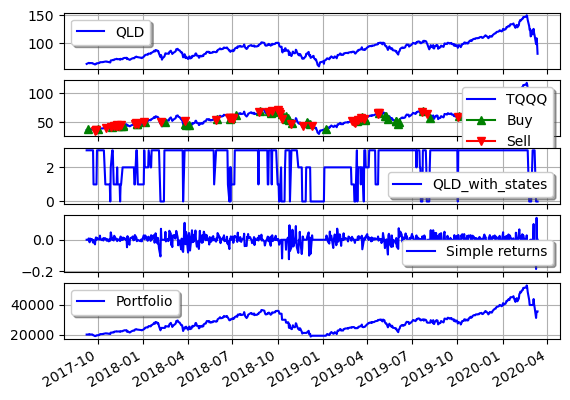 150
QLD
100
100
TQQQ
Buy
50
Sell
2
QLD_with_states
0
0.0
Simple returns
−0.2
Portfolio
40000
20000
2017-10 2018-01 2018-04 2018-07 2018-10 2019-01 2019-04 2019-07 2019-10 2020-01 2020-04